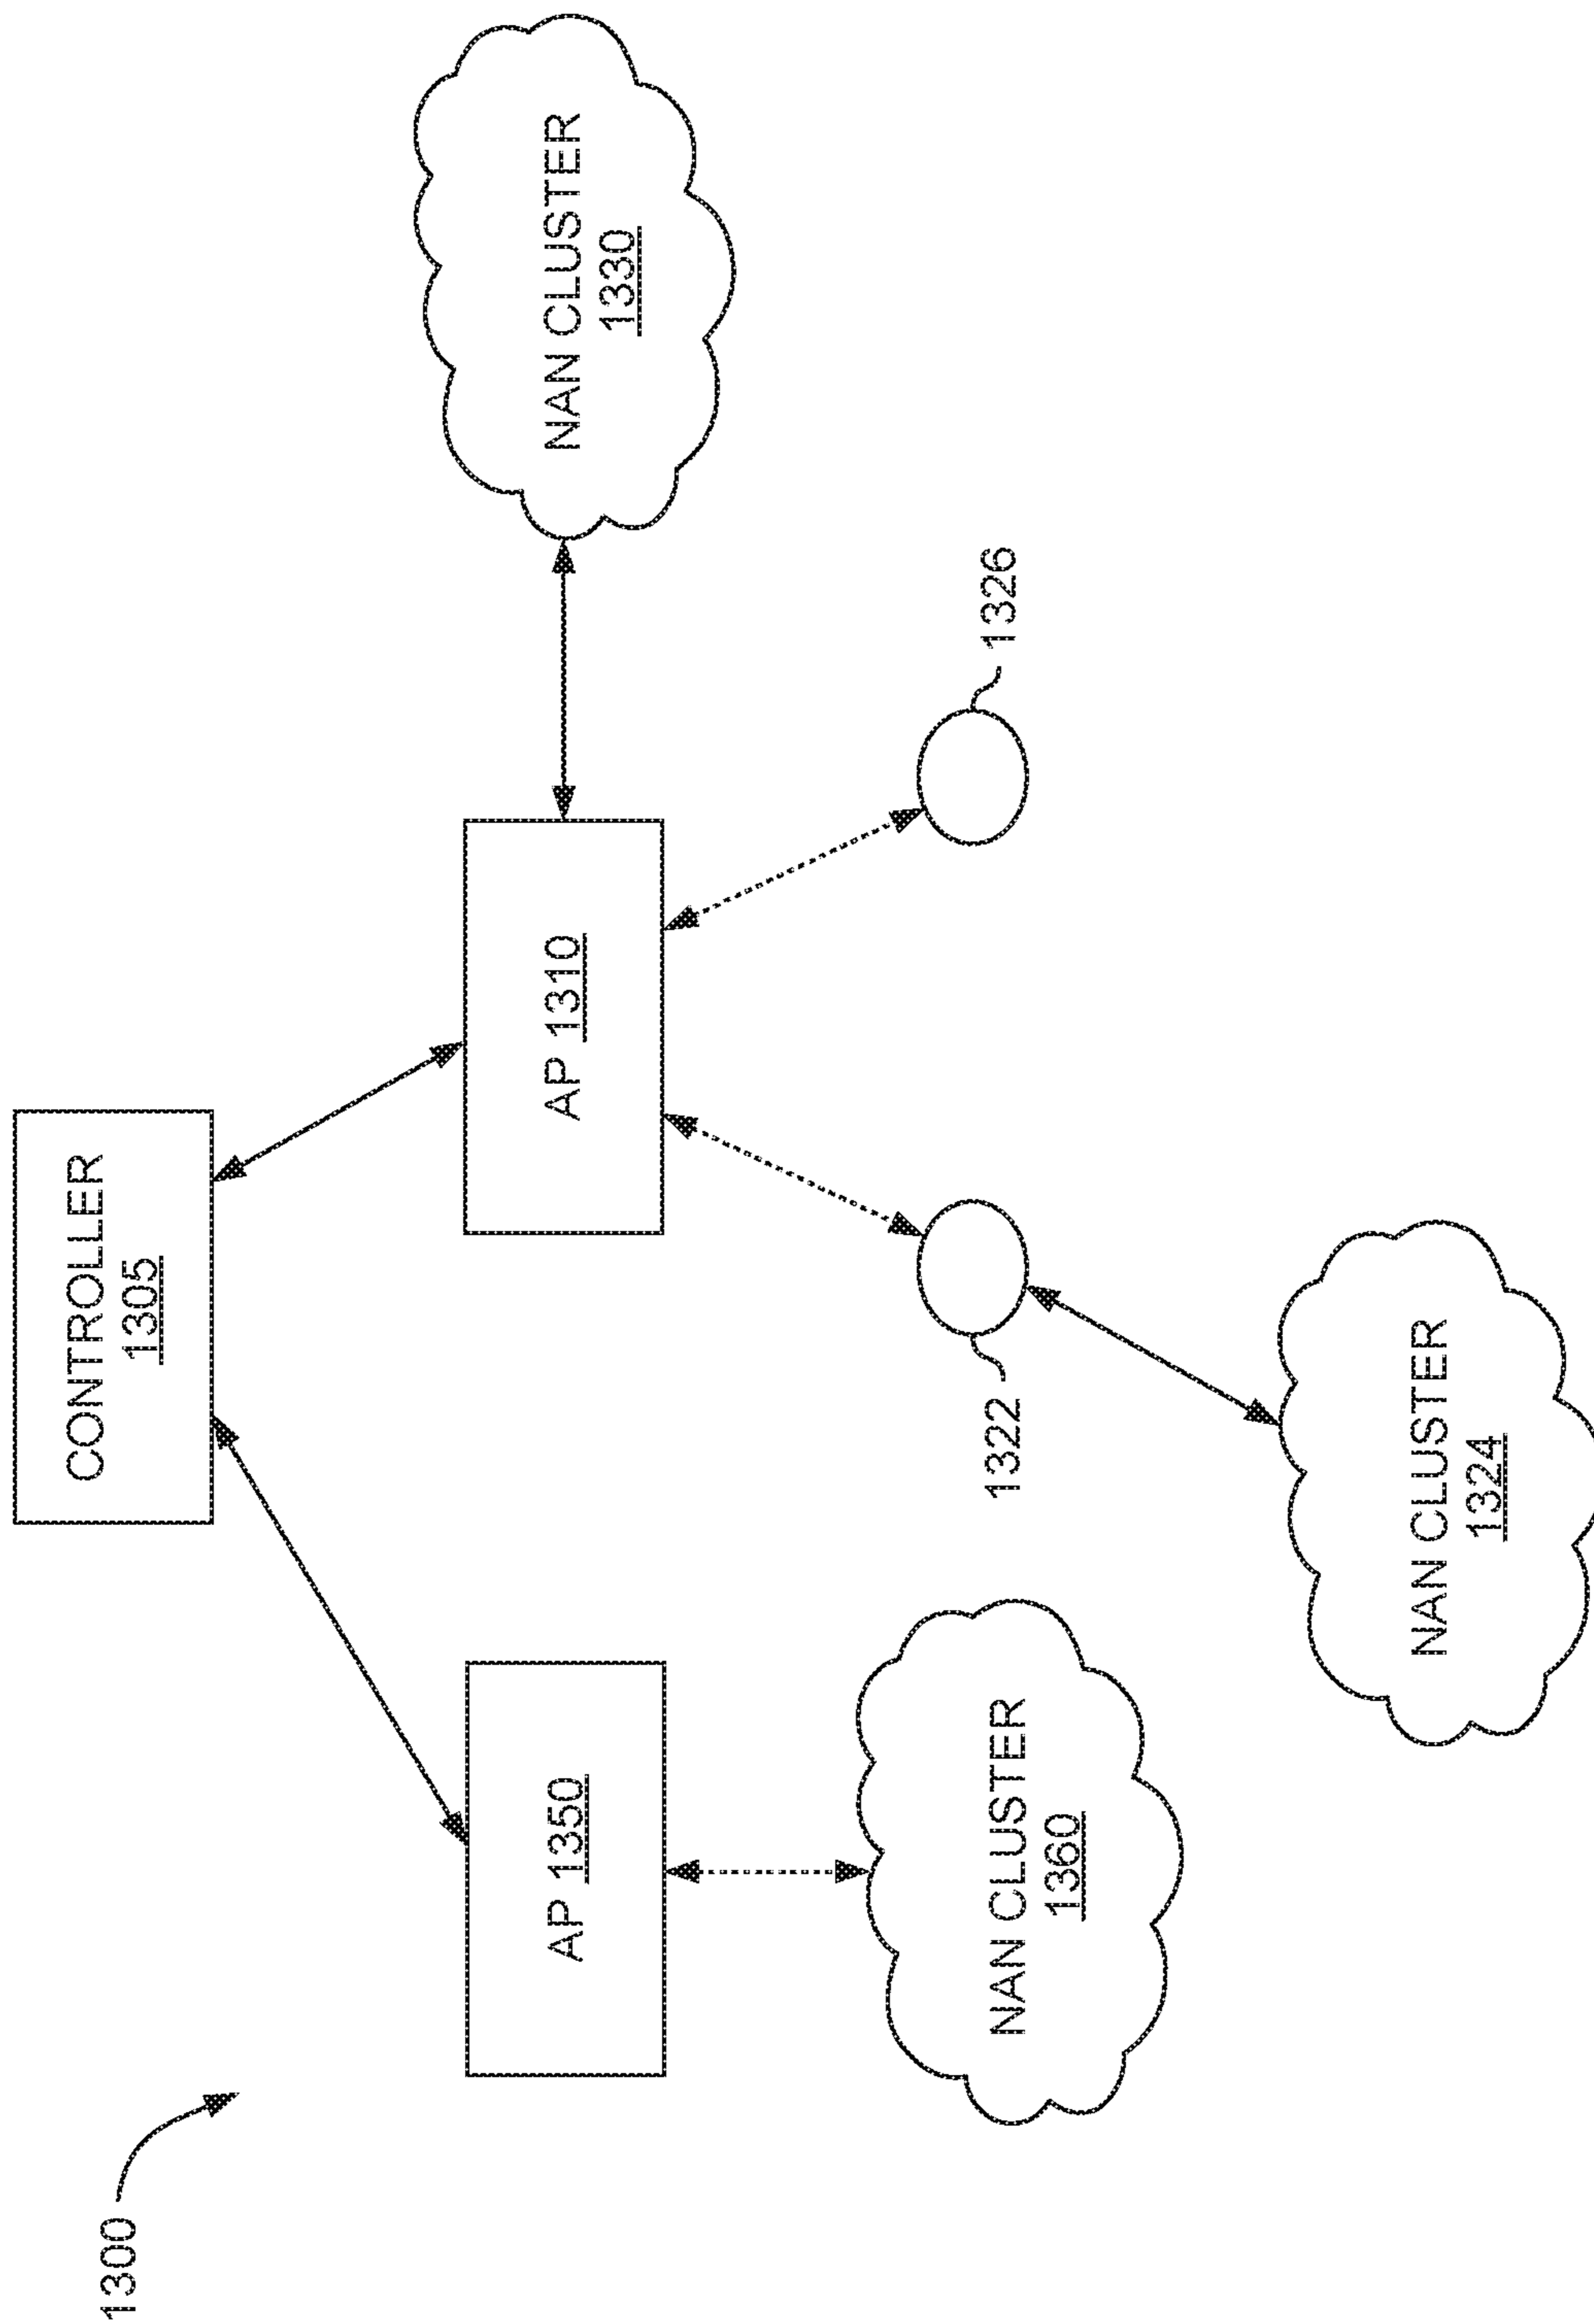 1300
CONTROLLER
1305
AP 1350
AP 1310
NAN CLUSTER
1330
NAN CLUSTER
1360
1322
1326
NAN CLUSTER
1324